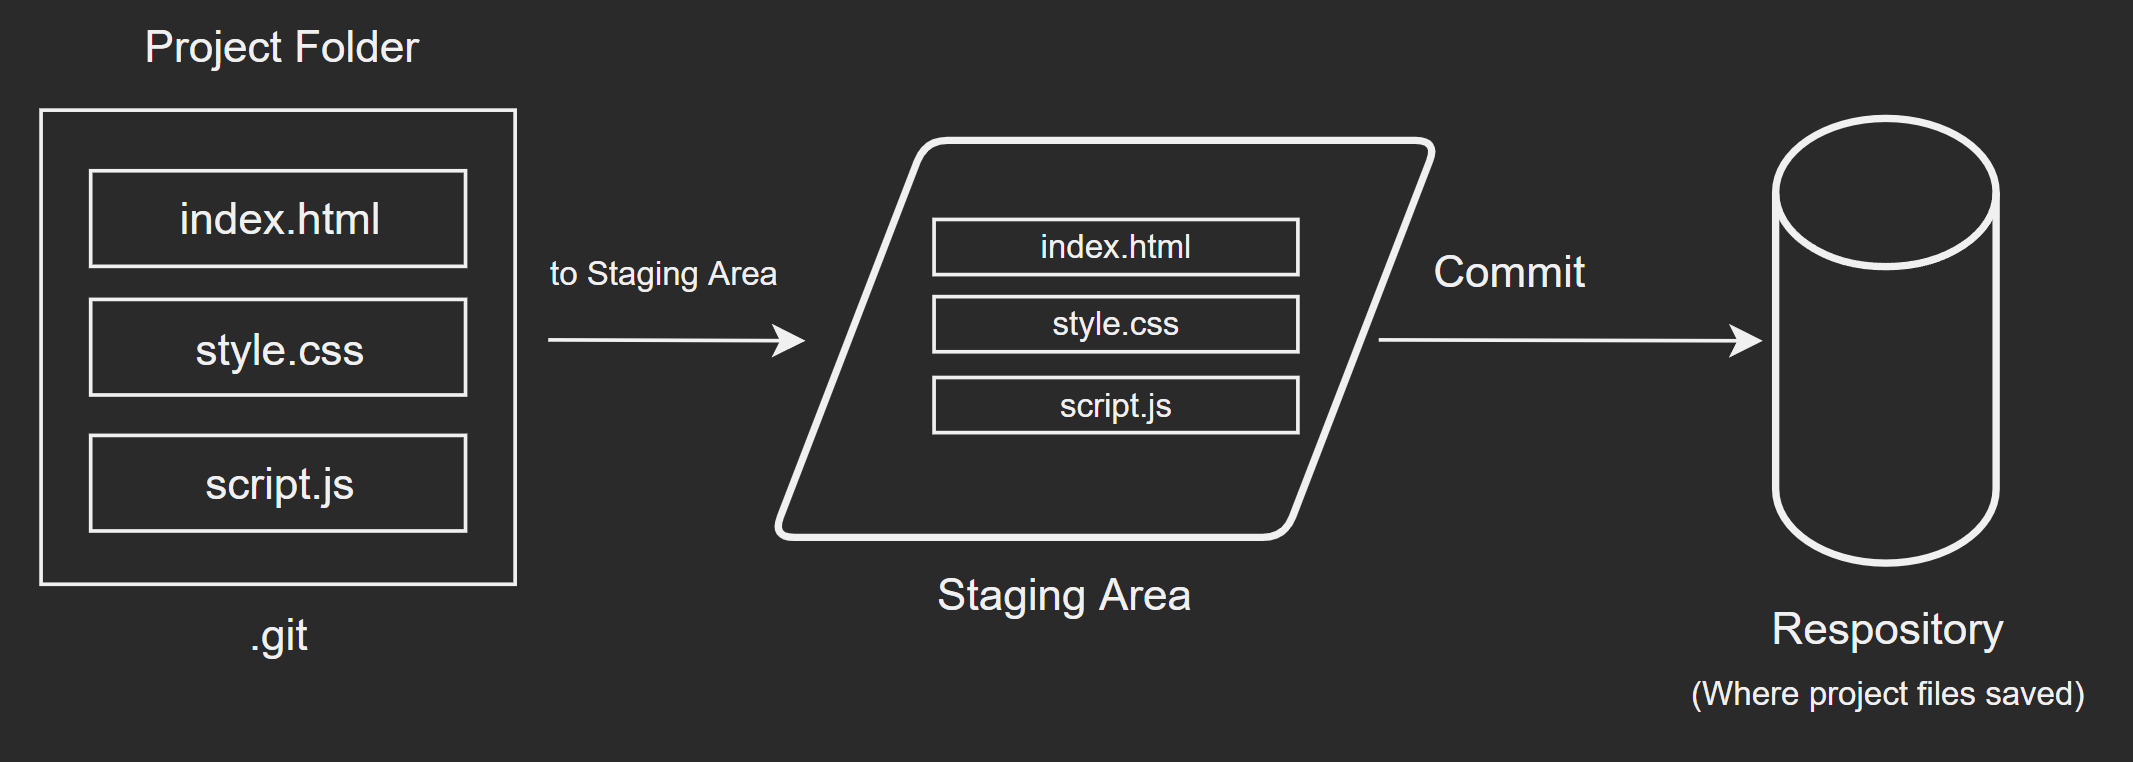 Project Folder
index.html
style.css
script.js
.git
to Staging Area
index.html
style.css
script.js
Staging Area
Commit
Respository
(Where project files saved)